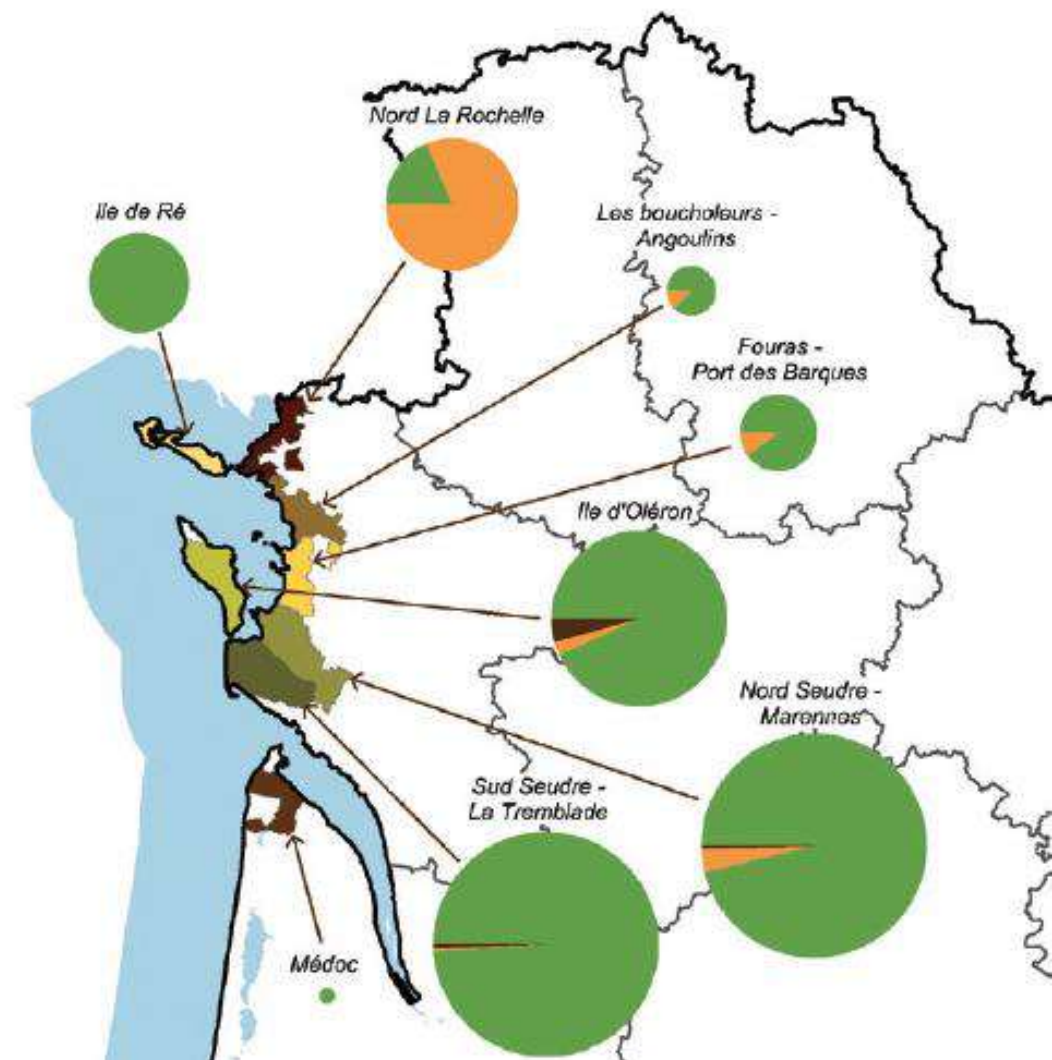 Nord La Rochelle
Ile de Ré
Les boucholeurs -
Angoulins
Fouras -
Port des Barques
Ile d'Oléron
Nord Seudre -
Marennes
Sud Seudre -
La Tremblade
Médoc